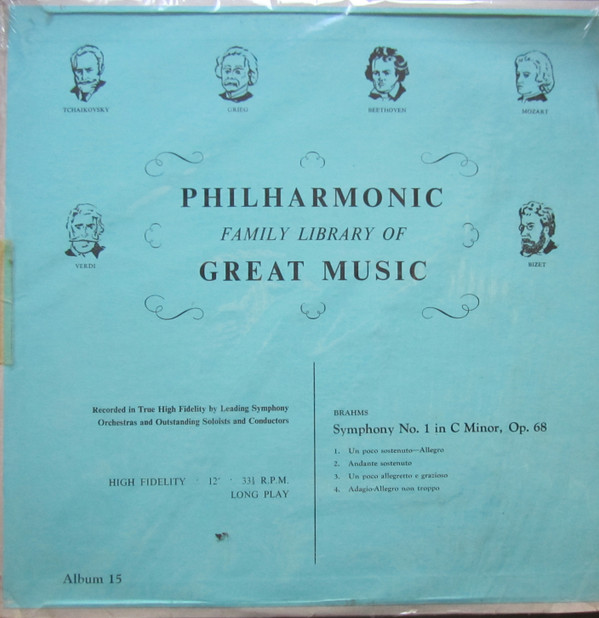 TCHAIKOVSKY
GRIEG
BEETHOVEN
MOZART
PHILHARMONIC
FAMILY LIBRARY OF
GREAT MUSIC
VERDI
BIZET
Recorded in True High Fidelity by Leading Symphony
Orchestras and Outstanding Soloists and Conductors
HIGH FIDELITY · 12" · 33⅓ R.P.M.
LONG PLAY
BRAHMS
Symphony No. 1 in C Minor, Op. 68
1. Un poco sostenuto—Allegro
2. Andante sostenuto
3. Un poco allegretto e grazioso
4. Adagio-Allegro non troppo
Album 15